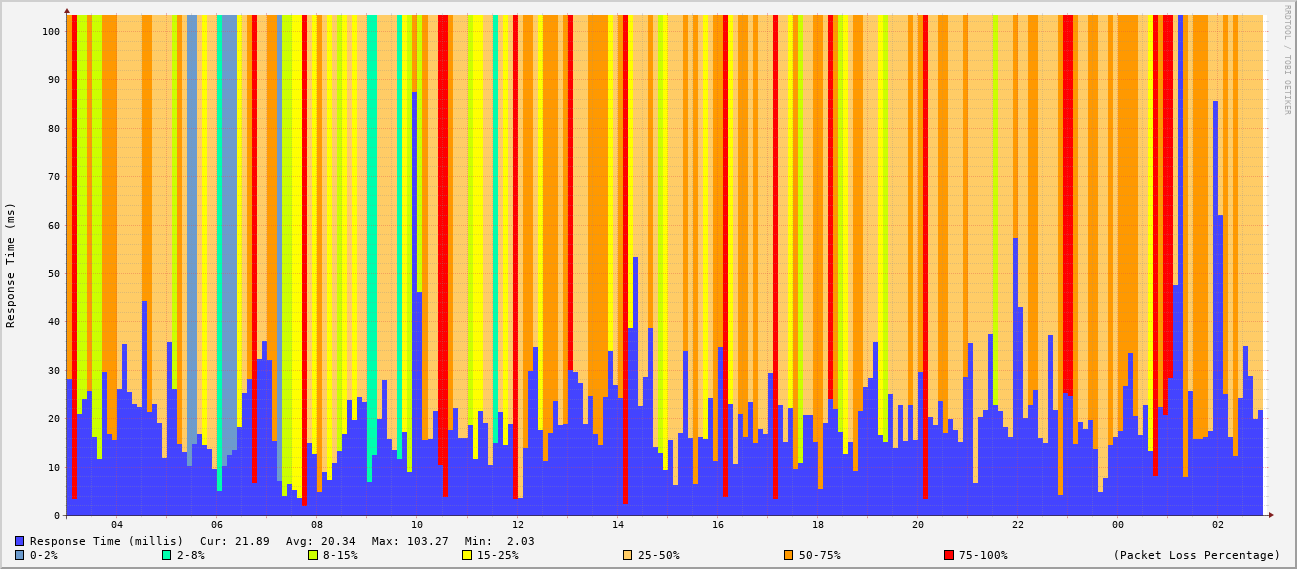 RRDTOOL / TOBI OETIKER
Response Time (ms)
100
90
80
70
60
50
40
30
20
10
0
04 06 08 10 12 14 16 18 20 22 00 02
Response Time (millis) Cur: 21.89 Avg: 20.34 Max: 103.27 Min: 2.03
0-2% 2-8% 8-15% 15-25% 25-50% 50-75% 75-100% (Packet Loss Percentage)